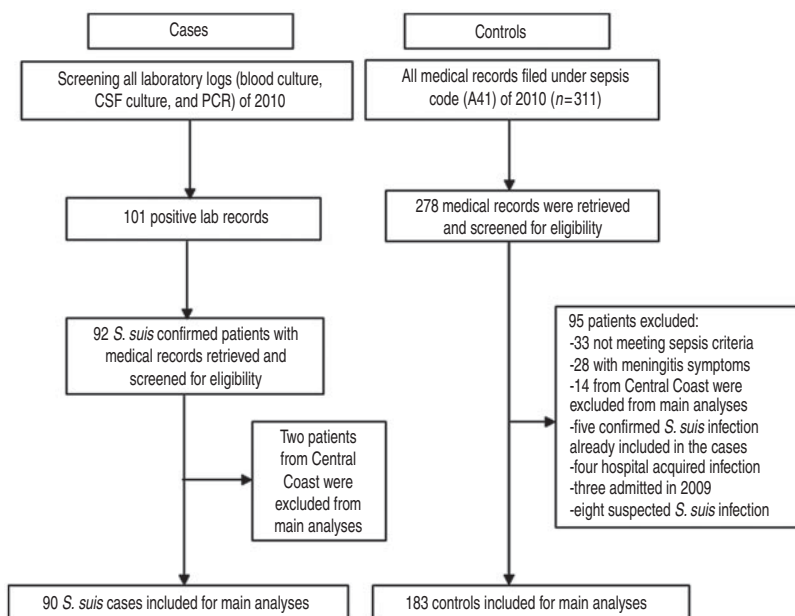 Cases
Screening all laboratory logs (blood culture,
CSF culture, and PCR) of 2010
101 positive lab records
92 S. suis confirmed patients with
medical records retrieved and
screened for eligibility
Two patients
from Central
Coast were
excluded from
main analyses
90 S. suis cases included for main analyses
Controls
All medical records filed under sepsis
code (A41) of 2010 (n=311)
278 medical records were retrieved
and screened for eligibility
95 patients excluded:
-33 not meeting sepsis criteria
-28 with meningitis symptoms
-14 from Central Coast were
excluded from main analyses
-five confirmed S. suis infection
already included in the cases
-four hospital acquired infection
-three admitted in 2009
-eight suspected S. suis infection
183 controls included for main analyses